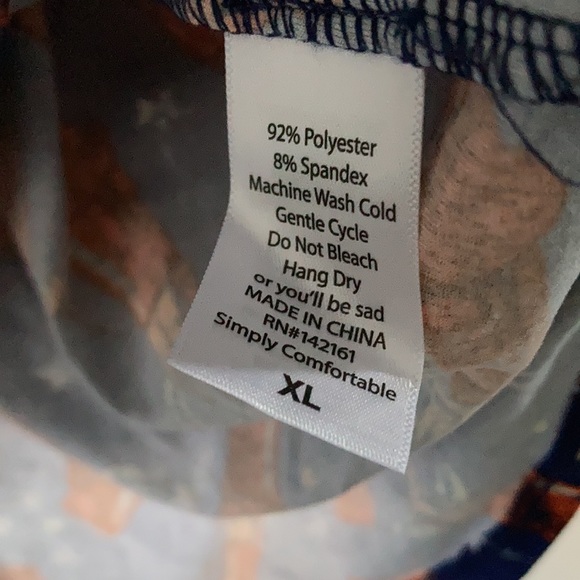 92% Polyester
8% Spandex
Machine Wash Cold
Gentle Cycle
Do Not Bleach
Hang Dry
or you'll be sad
MADE IN CHINA
RN#142161
Simply Comfortable
XL